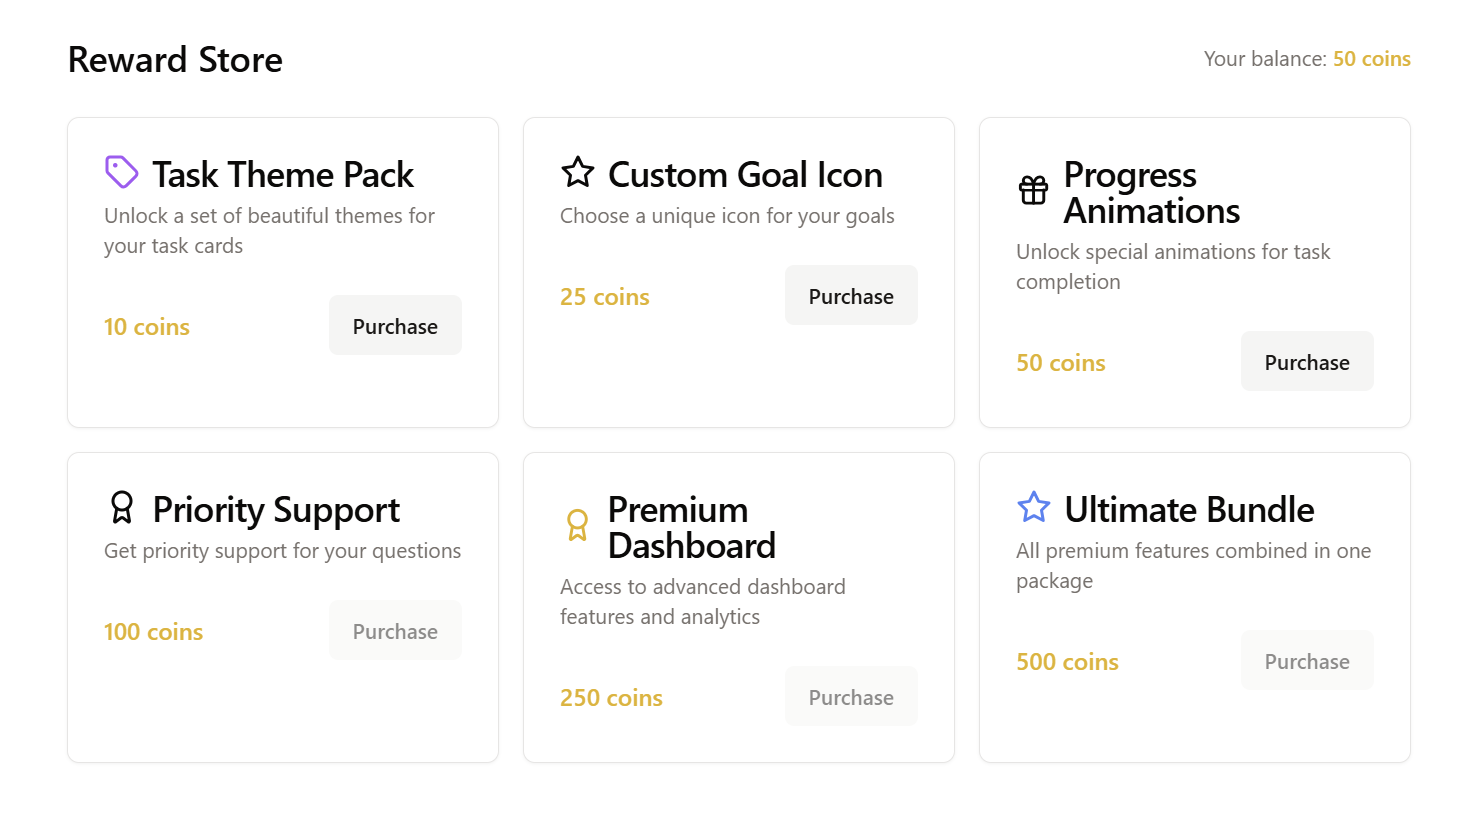 Reward Store
Your balance: 50 coins
Task Theme Pack
Unlock a set of beautiful themes for
your task cards
10 coins
Purchase
Custom Goal Icon
Choose a unique icon for your goals
25 coins
Purchase
Progress
Animations
Unlock special animations for task
completion
50 coins
Purchase
Priority Support
Get priority support for your questions
100 coins
Purchase
Premium
Dashboard
Access to advanced dashboard
features and analytics
250 coins
Purchase
Ultimate Bundle
All premium features combined in one
package
500 coins
Purchase